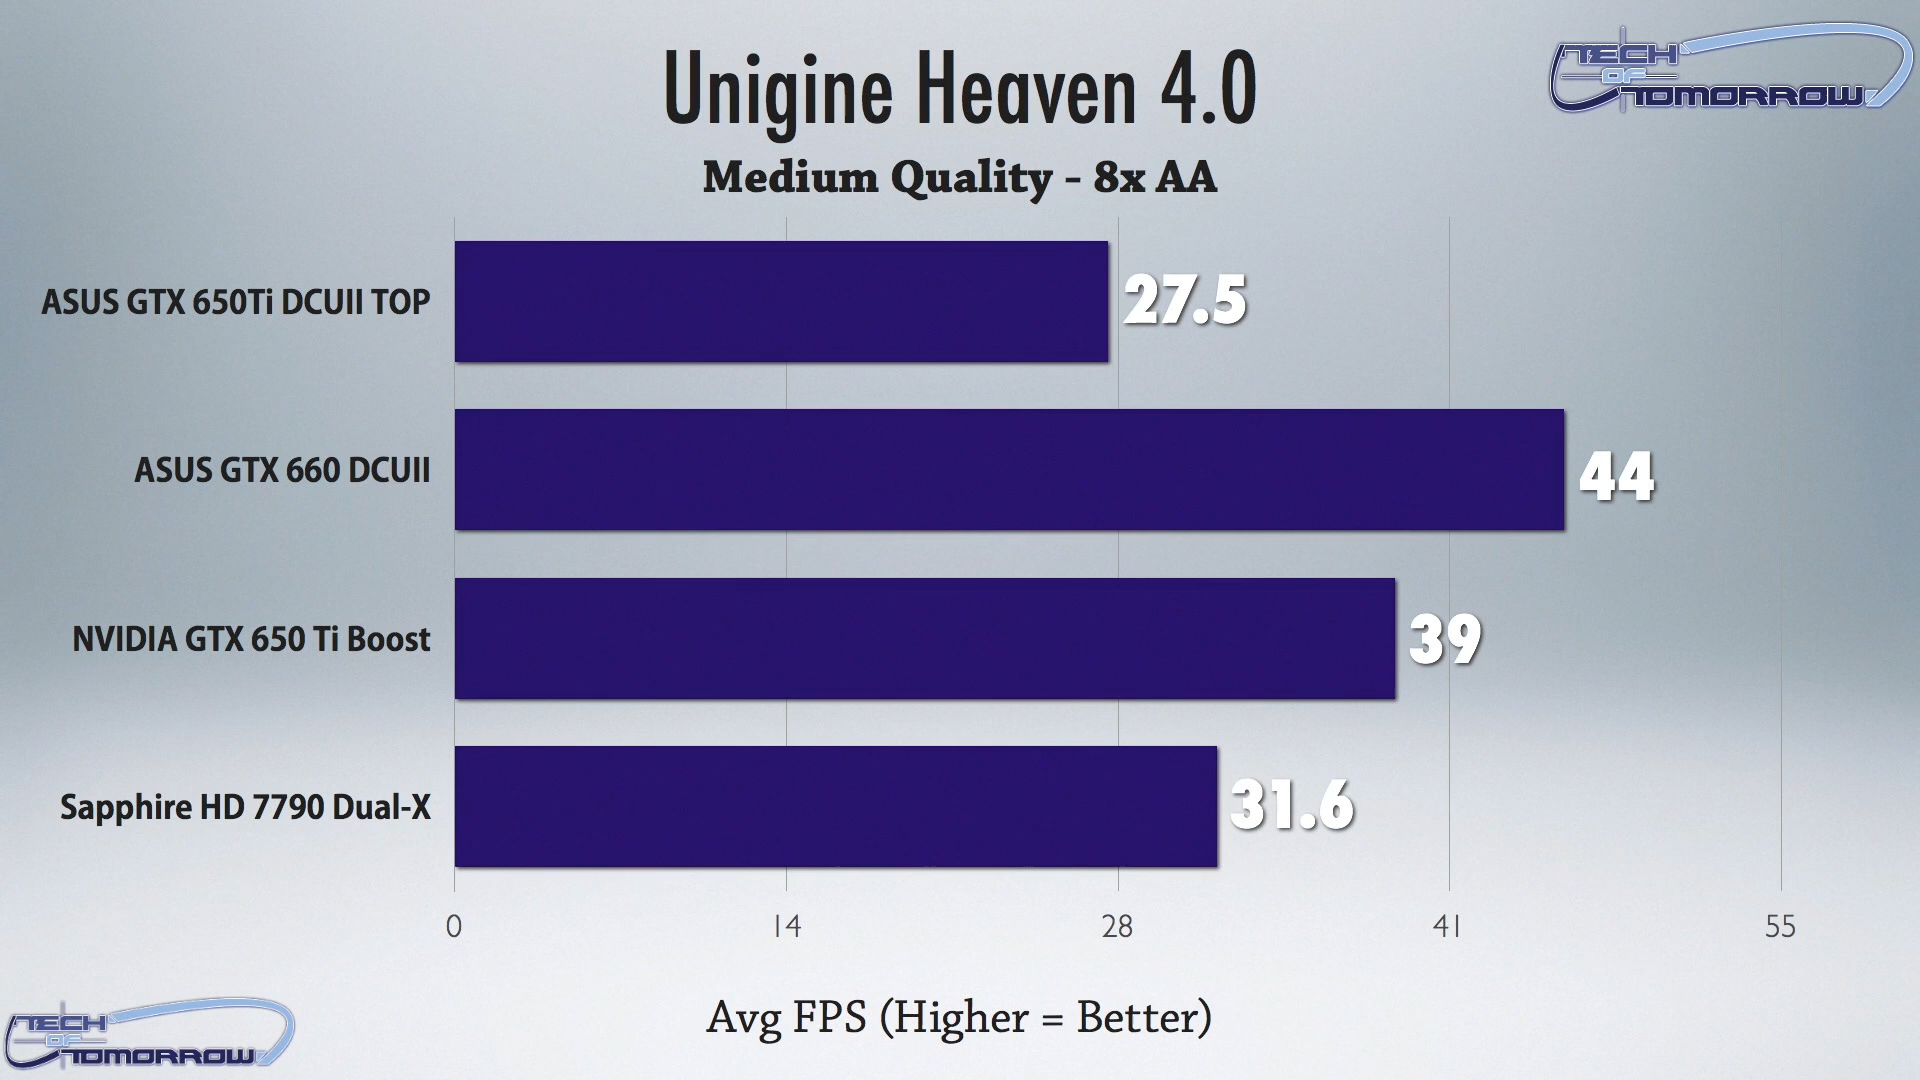 Unigine Heaven 4.0
TECH
OF
TOMORROW
Medium Quality - 8x AA
ASUS GTX 650Ti DCUII TOP
27.5
ASUS GTX 660 DCUII
44
NVIDIA GTX 650 Ti Boost
39
Sapphire HD 7790 Dual-X
31.6
0 14 28 41 55
Avg FPS (Higher = Better)
TECH
OF
TOMORROW